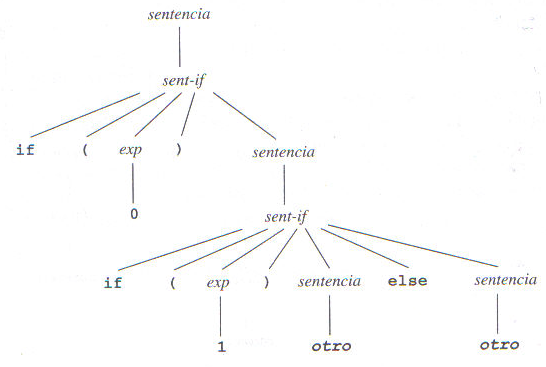 sentencia
sent-if
if ( exp ) sentencia
0
sent-if
if ( exp ) sentencia else sentencia
1 otro otro